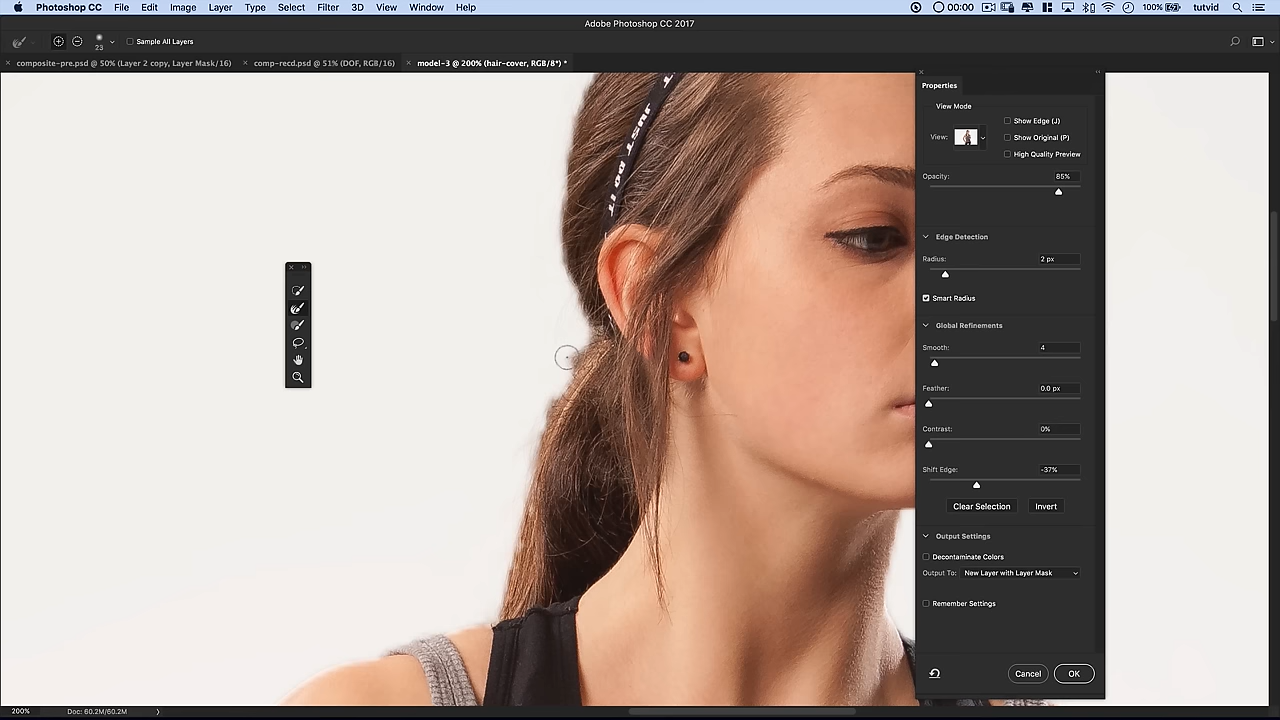 Photoshop CC File Edit Image Layer Type Select Filter 3D View Window Help 00:00 100% tutvid
Adobe Photoshop CC 2017
23 Sample All Layers
composite-pre.psd @ 50% (Layer 2 copy, Layer Mask/16) comp-recd.psd @ 51% (DOF, RGB/16) model-3 @ 200% (hair-cover, RGB/8*) *
JUST DO IT
Properties
View Mode
Show Edge (J)
View:
Show Original (P)
High Quality Preview
Opacity: 85%
Edge Detection
Radius: 2 px
Smart Radius
Global Refinements
Smooth: 4
Feather: 0.0 px
Contrast: 0%
Shift Edge: -37%
Clear Selection Invert
Output Settings
Decontaminate Colors
Output To: New Layer with Layer Mask
Remember Settings
Cancel OK
200% Doc: 60.2M/60.2M